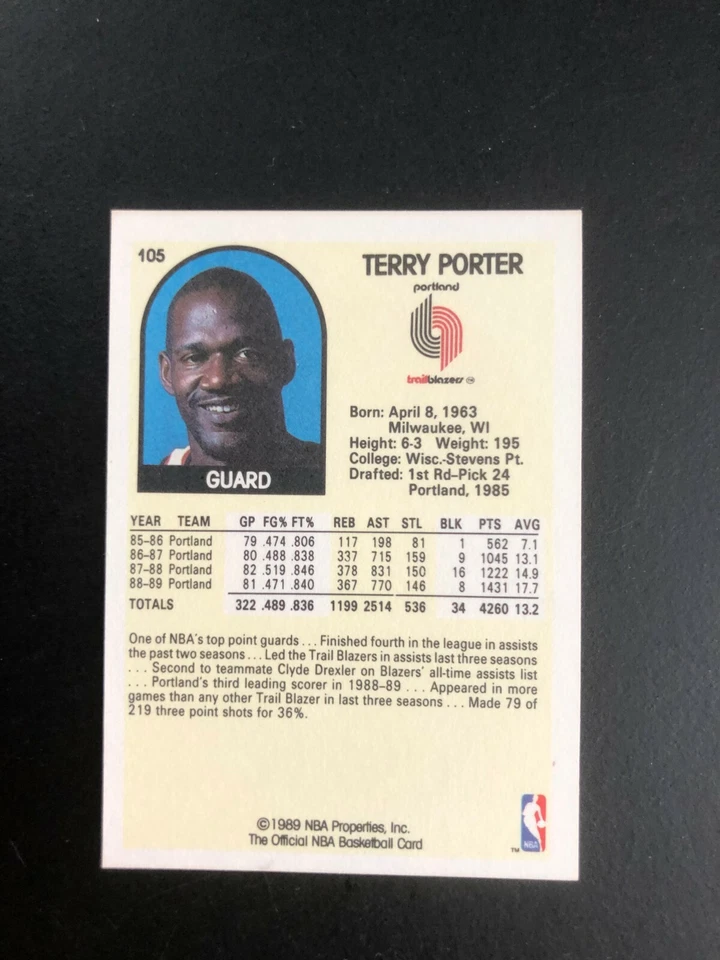 105
TERRY PORTER
portland
trailblazers TM
Born: April 8, 1963
Milwaukee, WI
Height: 6-3 Weight: 195
College: Wisc.-Stevens Pt.
Drafted: 1st Rd-Pick 24
Portland, 1985
GUARD
YEAR TEAM GP FG% FT% REB AST STL BLK PTS AVG
85-86 Portland 79 .474 .806 117 198 81 1 562 7.1
86-87 Portland 80 .488 .838 337 715 159 9 1045 13.1
87-88 Portland 82 .519 .846 378 831 150 16 1222 14.9
88-89 Portland 81 .471 .840 367 770 146 8 1431 17.7
TOTALS 322 .489 .836 1199 2514 536 34 4260 13.2
One of NBA's top point guards . . . Finished fourth in the league in assists
the past two seasons . . . Led the Trail Blazers in assists last three seasons
. . . Second to teammate Clyde Drexler on Blazers' all-time assists list
. . . Portland's third leading scorer in 1988-89 . . . Appeared in more
games than any other Trail Blazer in last three seasons . . . Made 79 of
219 three point shots for 36%.
©1989 NBA Properties, Inc.
The Official NBA Basketball Card
TM NBA